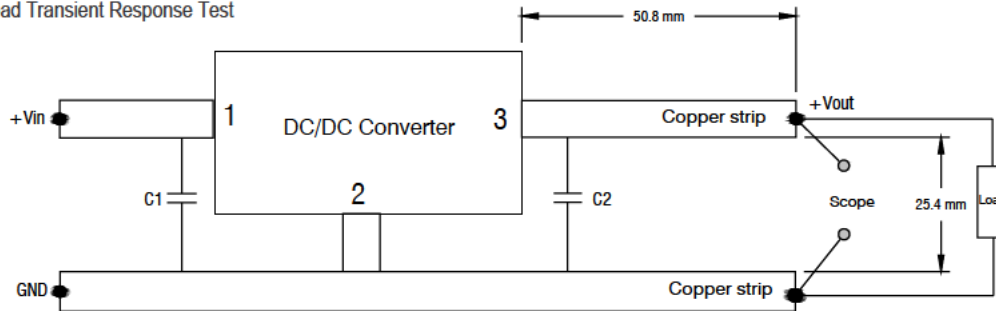 ad Transient Response Test
50.8 mm
+Vin
1
DC/DC Converter
3
Copper strip
+Vout
2
C1
C2
Scope
25.4 mm
Loa
GND
Copper strip